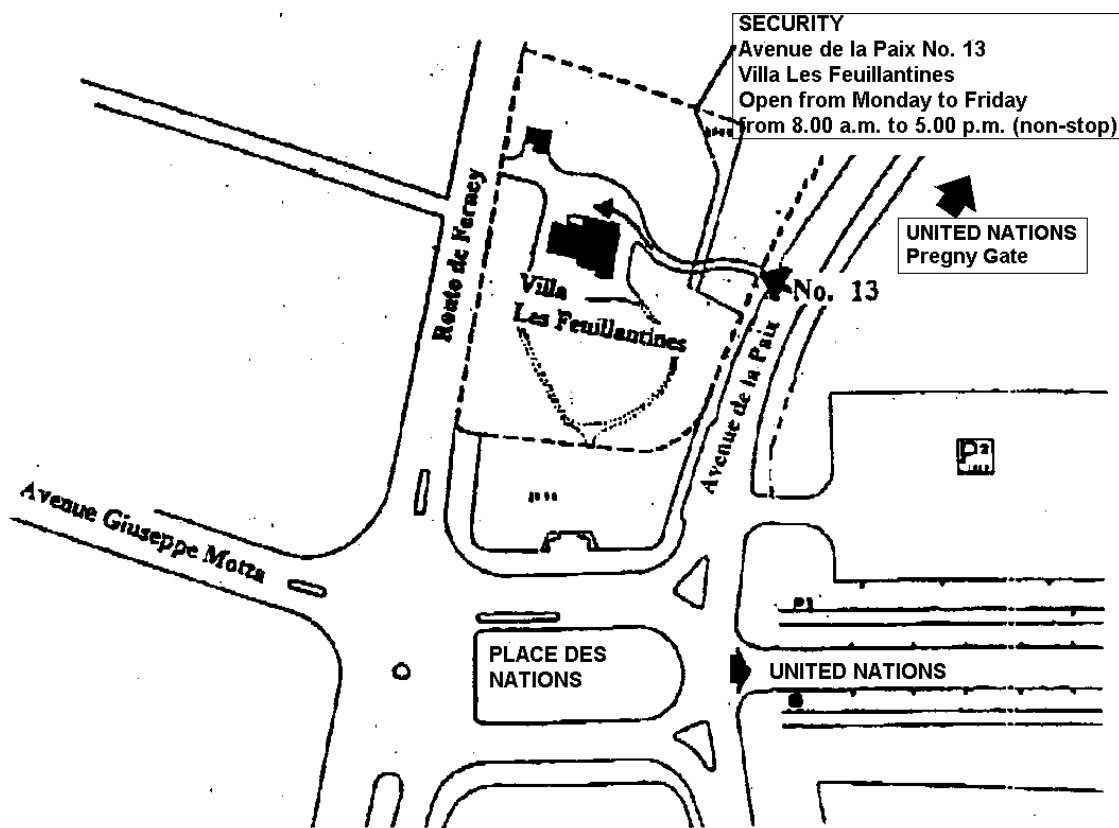 SECURITY
Avenue de la Paix No. 13
Villa Les Feuillantines
Open from Monday to Friday
from 8.00 a.m. to 5.00 p.m. (non-stop)
UNITED NATIONS
Pregny Gate
No. 13
Route de Ferney
Villa
Les Feuillantines
Avenue de la Paix
P2
Avenue Giuseppe Motta
P1
PLACE DES
NATIONS
UNITED NATIONS